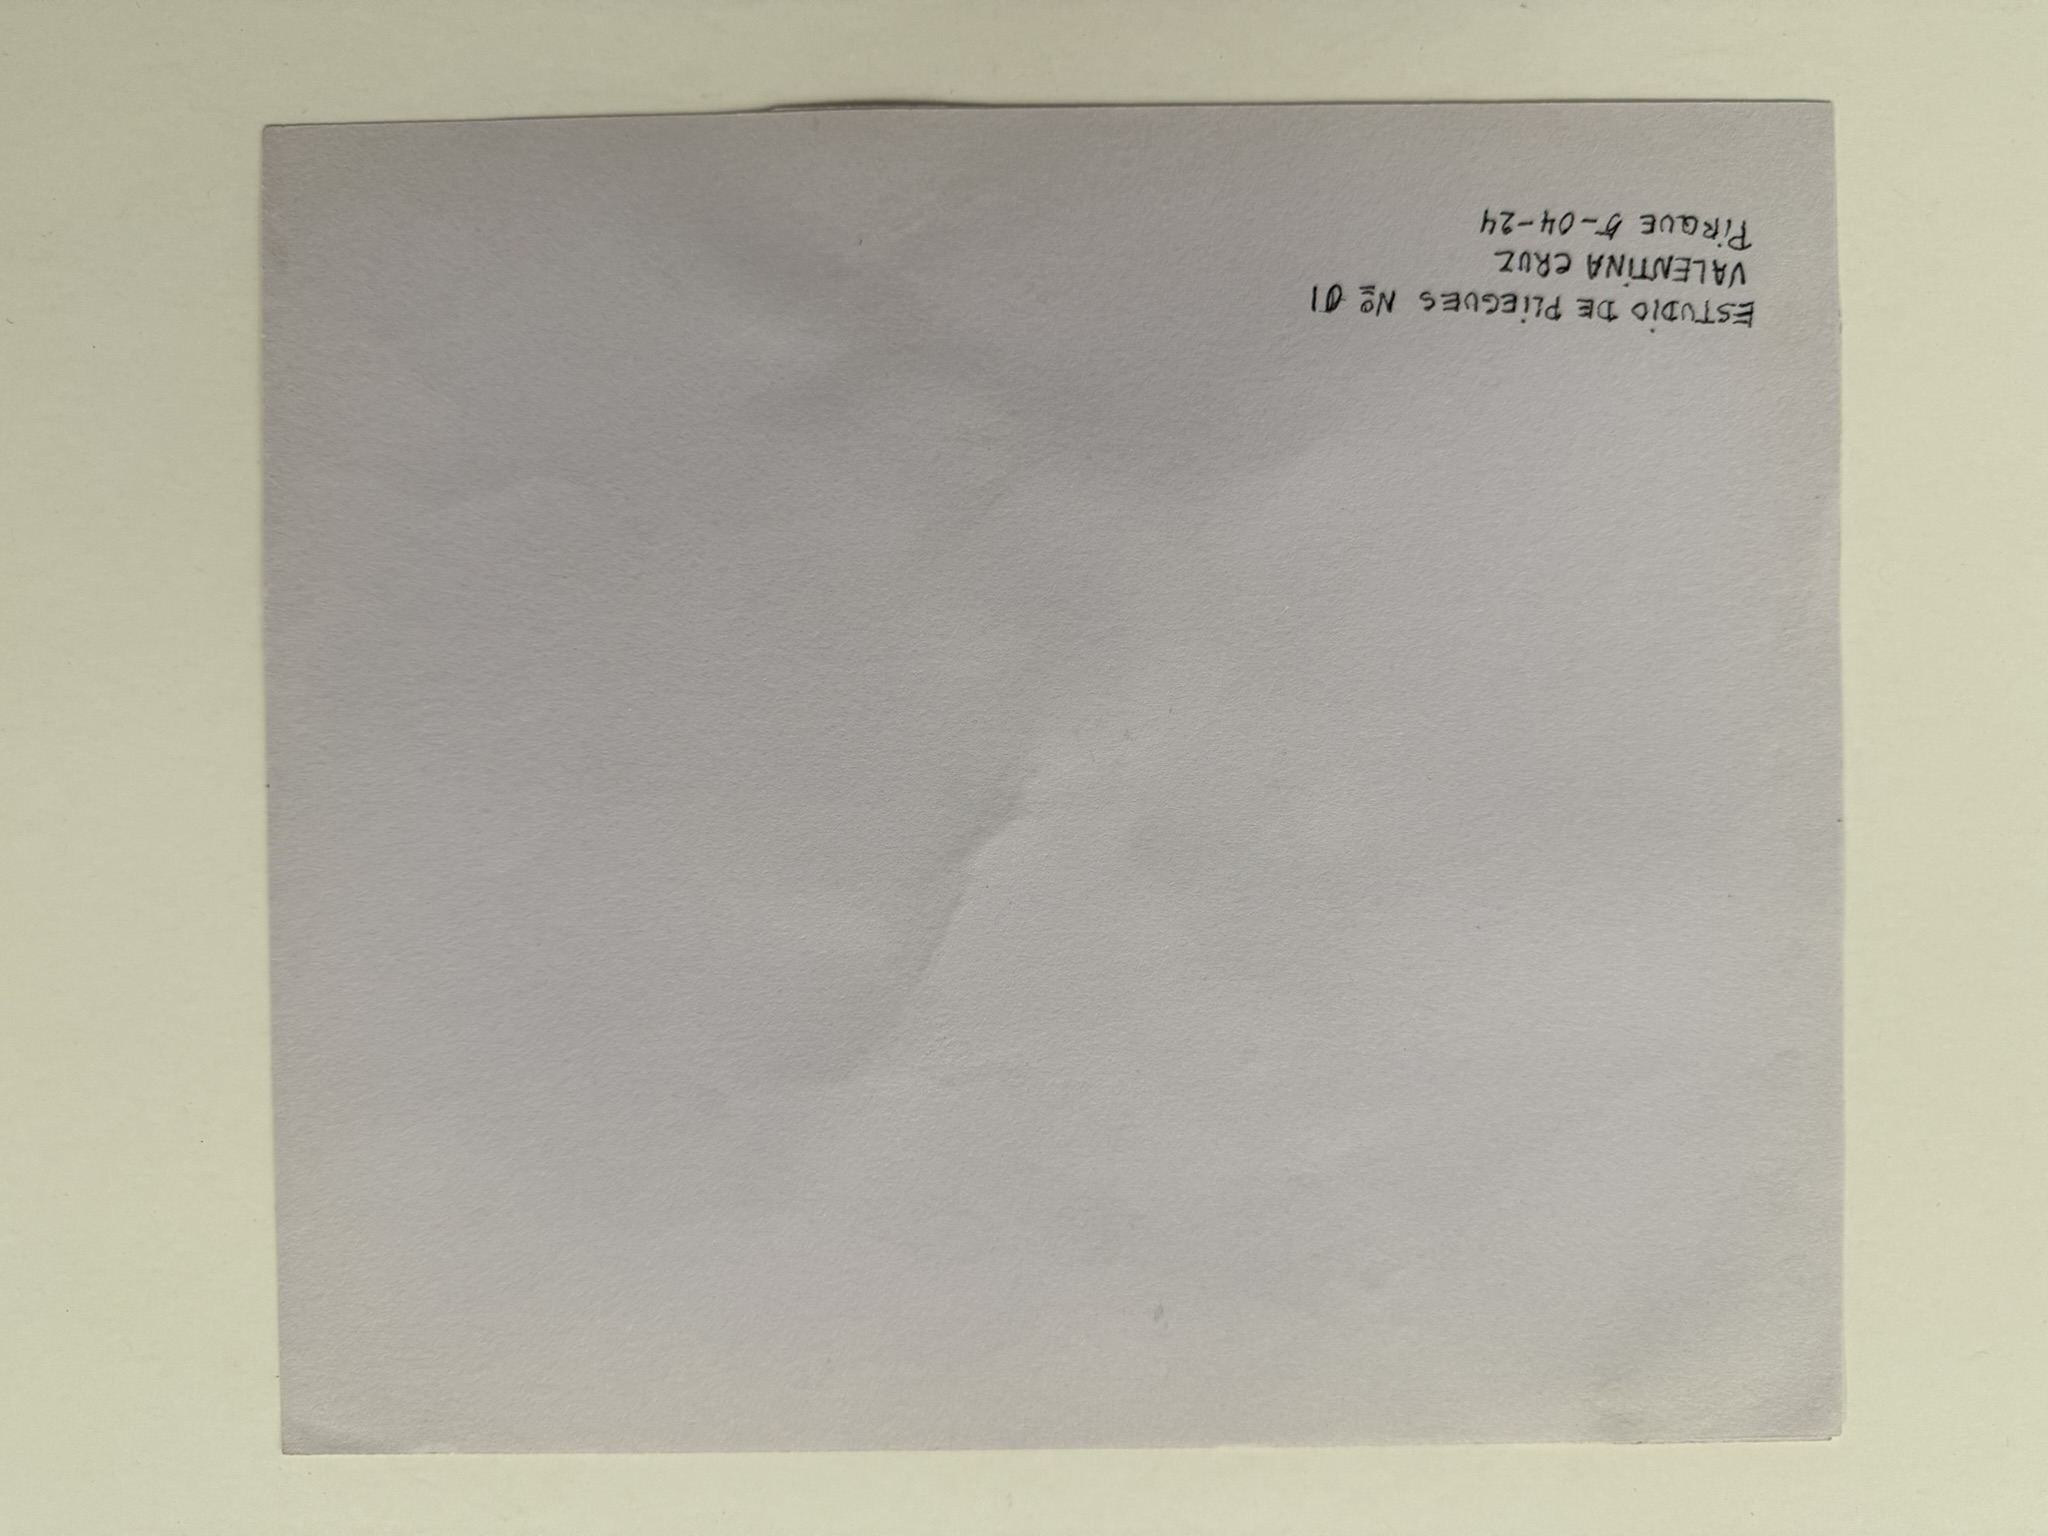 ESTUDIO DE PLIEGUES Nº 01
VALENTINA CRUZ
PIRQUE 5-04-24